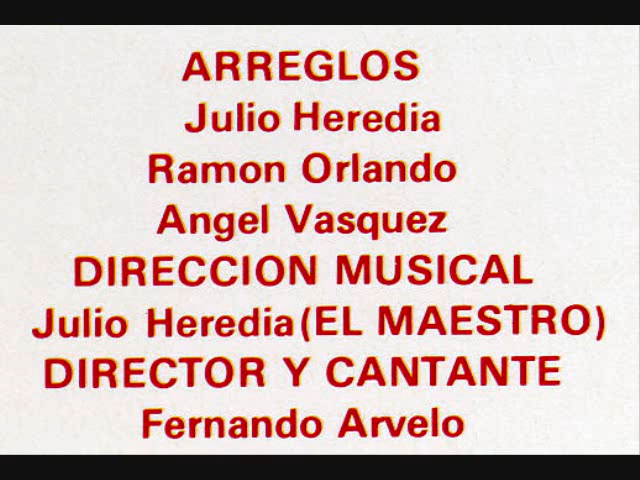 ARREGLOS
Julio Heredia
Ramon Orlando
Angel Vasquez
DIRECCION MUSICAL
Julio Heredia (EL MAESTRO)
DIRECTOR Y CANTANTE
Fernando Arvelo